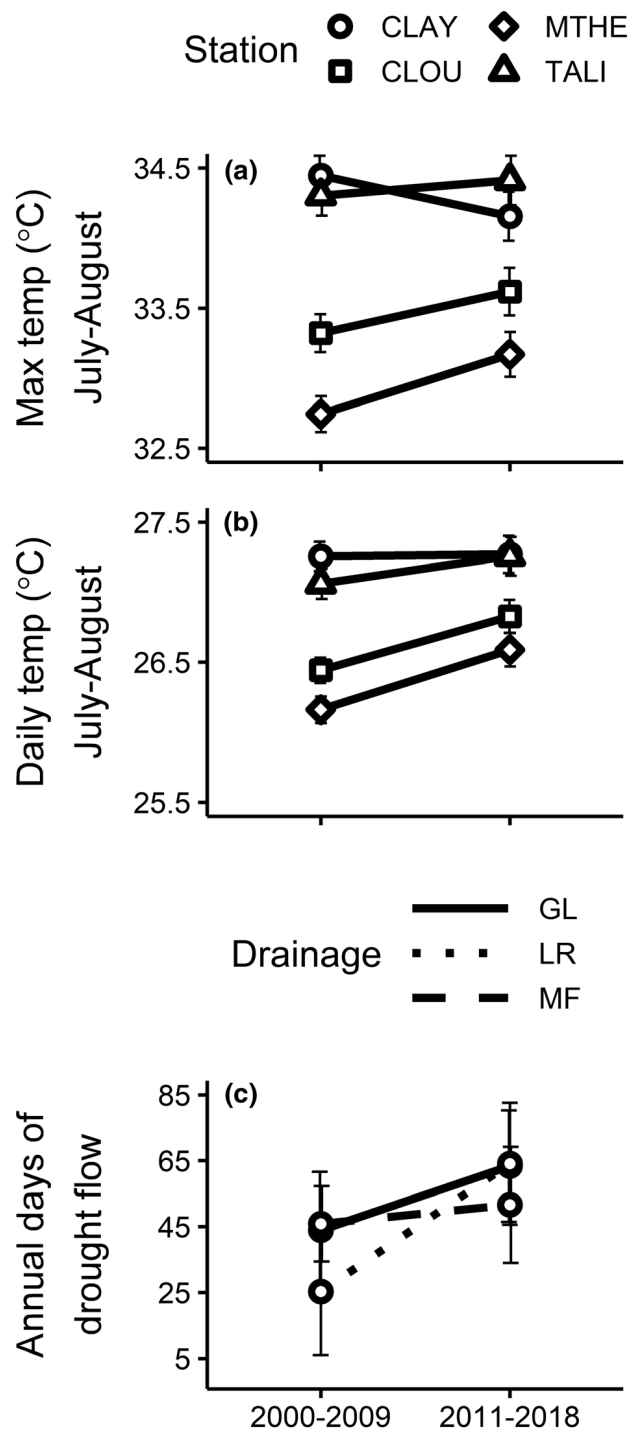 Station
CLAY
MTHE
CLOU
TALI
Max temp (°C)
July-August
34.5
33.5
32.5
(a)
Daily temp (°C)
July-August
27.5
26.5
25.5
(b)
Drainage
GL
LR
MF
Annual days of
drought flow
85
65
45
25
5
(c)
2000-2009
2011-2018